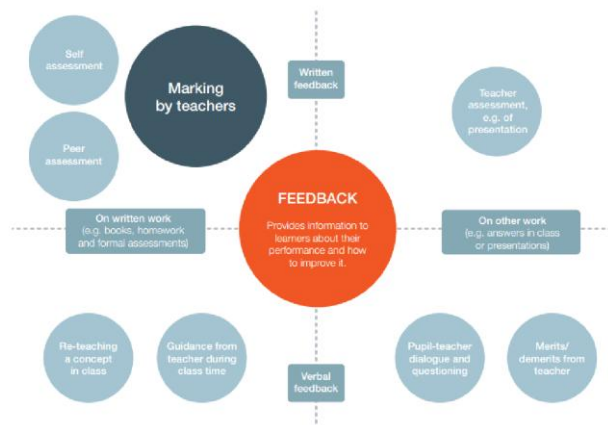 Self
assessment
Marking
by teachers
Written
feedback
Teacher
assessment,
e.g. of
presentation
Peer
assessment
FEEDBACK
Provides information to
learners about their
performance and how
to improve it.
On written work
(e.g. books, homework
and formal assessments)
On other work
(e.g. answers in class
or presentations)
Re-teaching
a concept
in class
Guidance from
teacher during
class time
Verbal
feedback
Pupil-teacher
dialogue and
questioning
Merits/
demerits from
teacher